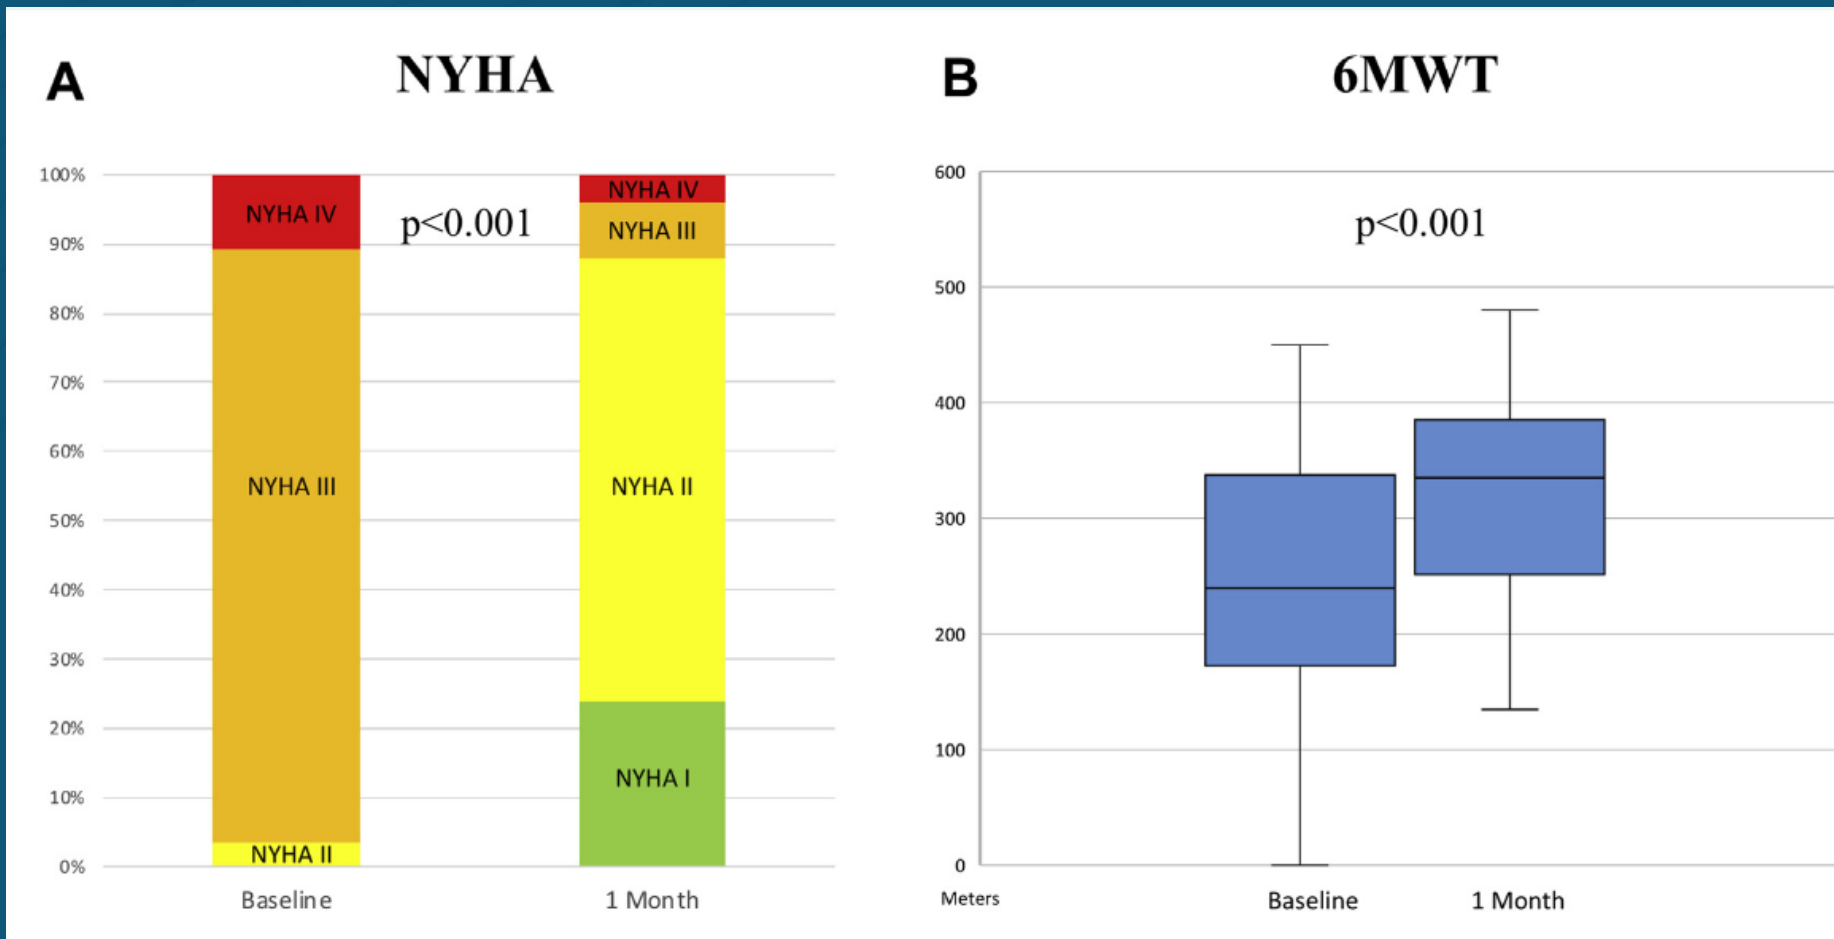 A
NYHA
100%
90%
80%
70%
60%
50%
40%
30%
20%
10%
0%
NYHA IV
NYHA III
NYHA II
p<0.001
NYHA IV
NYHA III
NYHA II
NYHA I
Baseline
1 Month
B
6MWT
600
500
400
300
200
100
0
p<0.001
Meters
Baseline
1 Month